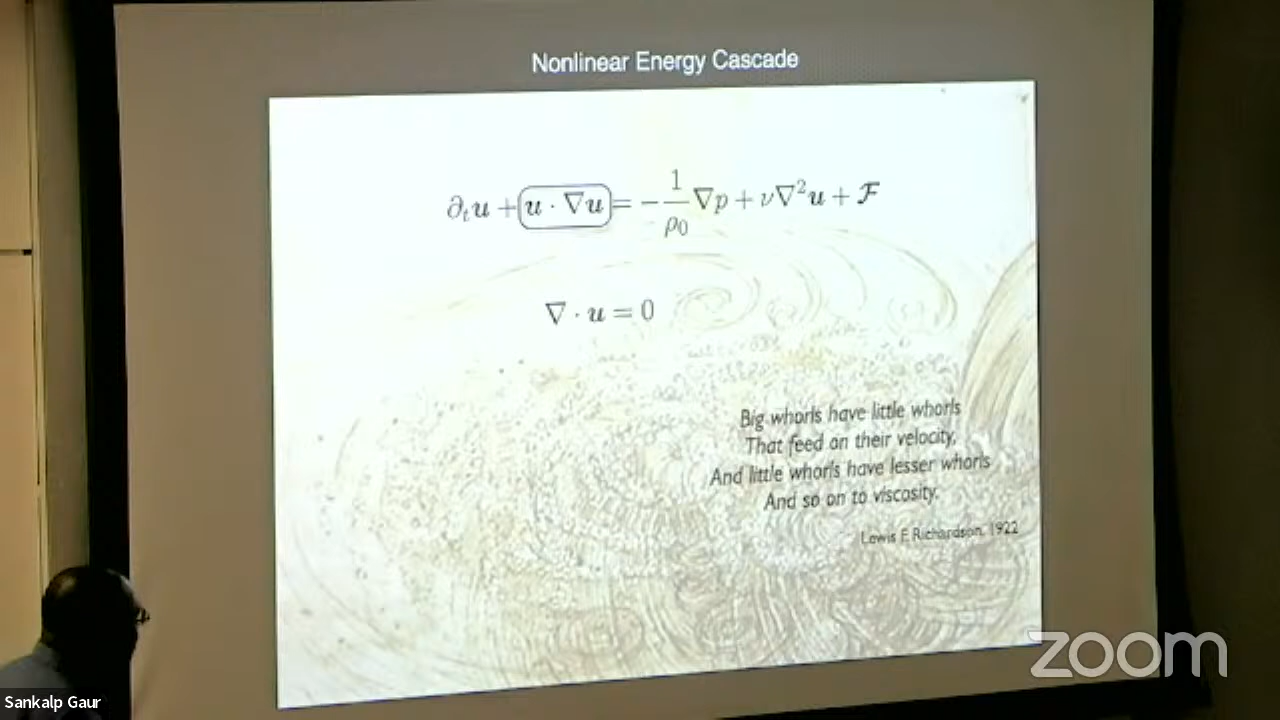 Nonlinear Energy Cascade
∂ₜu + u · ∇u = −(1/ρ₀)∇p + ν∇²u + 𝓕
∇ · u = 0
Big whorls have little whorls
That feed on their velocity,
And little whorls have lesser whorls
And so on to viscosity.
Lewis F. Richardson, 1922
zoom
Sankalp Gaur